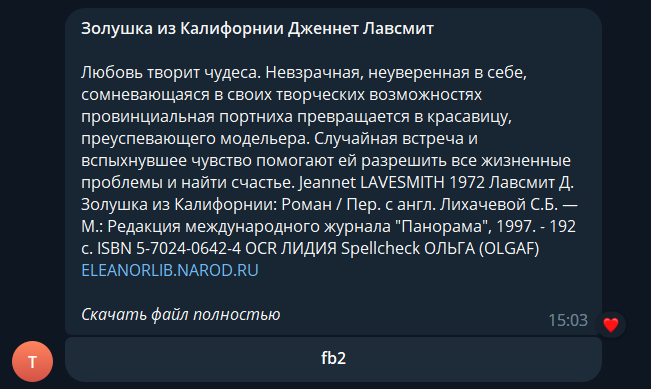 Золушка из Калифорнии Дженнет Лавсмит
Любовь творит чудеса. Невзрачная, неуверенная в себе,
сомневающаяся в своих творческих возможностях
провинциальная портниха превращается в красавицу,
преуспевающего модельера. Случайная встреча и
вспыхнувшее чувство помогают ей разрешить все жизненные
проблемы и найти счастье. Jeannet LAVESMITH 1972 Лавсмит Д.
Золушка из Калифорнии: Роман / Пер. с англ. Лихачевой С.Б. —
М.: Редакция международного журнала "Панорама", 1997. - 192
с. ISBN 5-7024-0642-4 OCR ЛИДИЯ Spellcheck ОЛЬГА (OLGAF)
ELEANORLIB.NAROD.RU
Скачать файл полностью
15:03
T
fb2